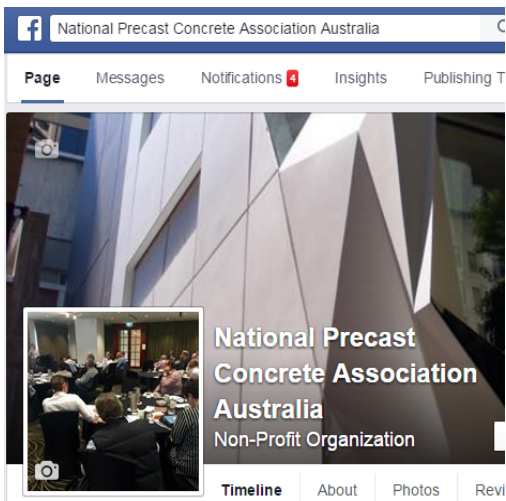 National Precast Concrete Association Australia
Page Messages Notifications 4 Insights Publishing T
National Precast
Concrete Association
Australia
Non-Profit Organization
Timeline About Photos Revi